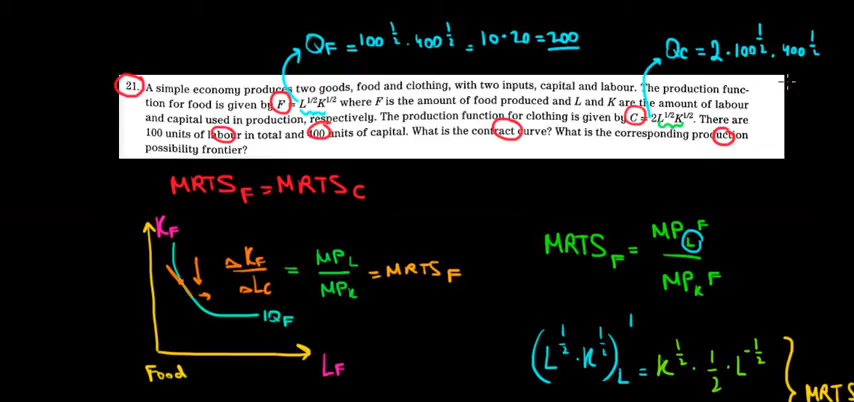 Q_F = 100^{1/2} · 400^{1/2} = 10·20 = 200
Q_C = 2·100^{1/2} · 400^{1/2}
21. A simple economy produces two goods, food and clothing, with two inputs, capital and labour. The production func-
tion for food is given by F = L^{1/2}K^{1/2} where F is the amount of food produced and L and K are the amount of labour
and capital used in production, respectively. The production function for clothing is given by C = 2L^{1/2}K^{1/2}. There are
100 units of labour in total and 400 units of capital. What is the contract curve? What is the corresponding production
possibility frontier?
MRTS_F = MRTS_C
K_F
ΔK_F / ΔL_C = MP_L / MP_K = MRTS_F
IQ_F
L_F
Food
MRTS_F = MP_L F / MP_K F
(L^{1/2} · K^{1/2})'_L = K^{1/2} · 1/2 · L^{-1/2}
MRTS